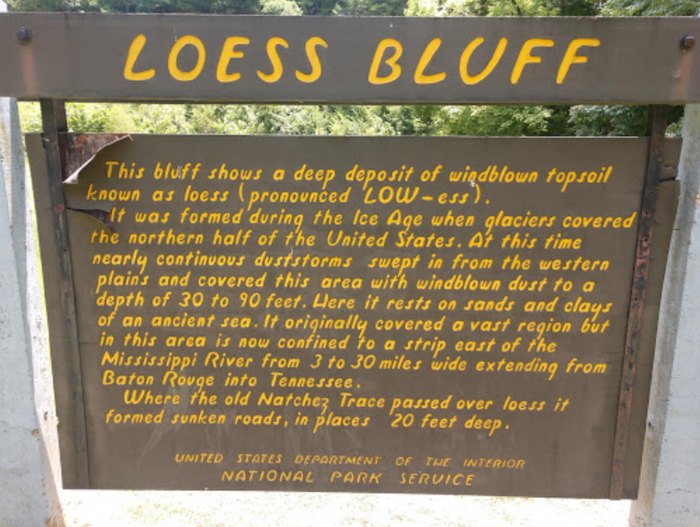 LOESS BLUFF
This bluff shows a deep deposit of windblown topsoil
known as loess (pronounced LOW-ess).
It was formed during the Ice Age when glaciers covered
the northern half of the United States. At this time
nearly continuous duststorms swept in from the western
plains and covered this area with windblown dust to a
depth of 30 to 90 feet. Here it rests on sands and clays
of an ancient sea. It originally covered a vast region but
in this area is now confined to a strip east of the
Mississippi River from 3 to 30 miles wide extending from
Baton Rouge into Tennessee.
Where the old Natchez Trace passed over loess it
formed sunken roads, in places 20 feet deep.
UNITED STATES DEPARTMENT OF THE INTERIOR
NATIONAL PARK SERVICE